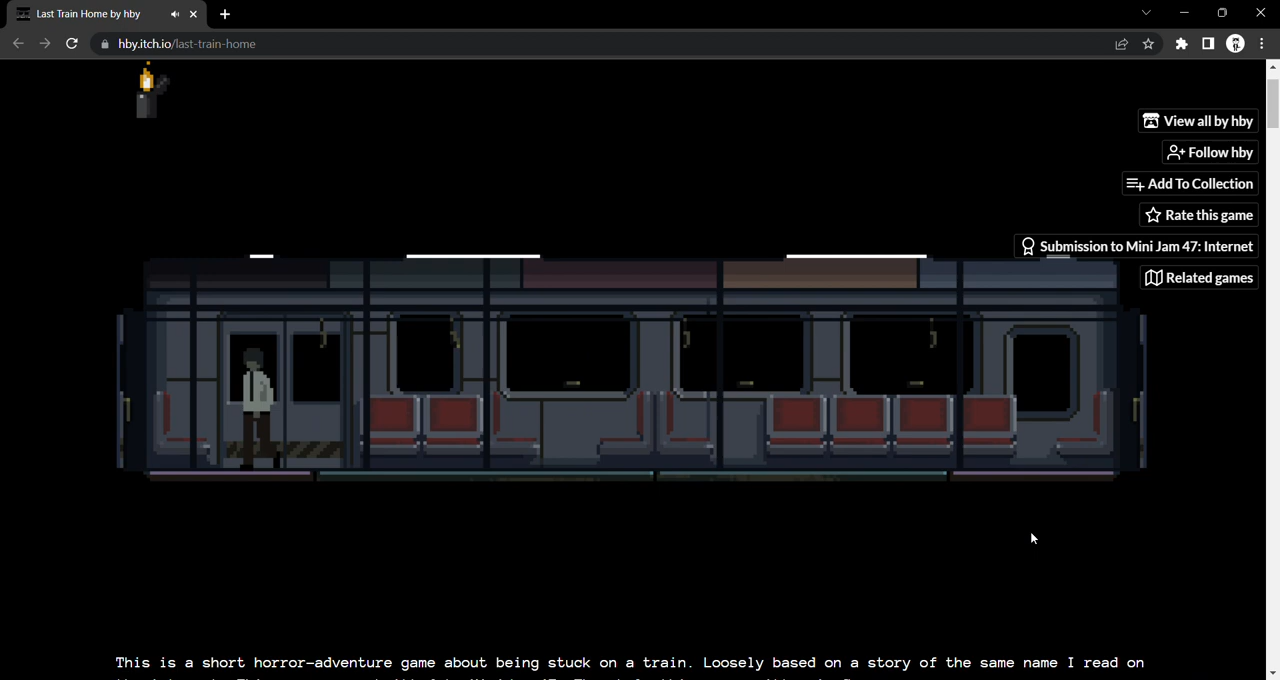 Last Train Home by hby
hby.itch.io/last-train-home
View all by hby
Follow hby
Add To Collection
Rate this game
Submission to Mini Jam 47: Internet
Related games
This is a short horror-adventure game about being stuck on a train. Loosely based on a story of the same name I read on